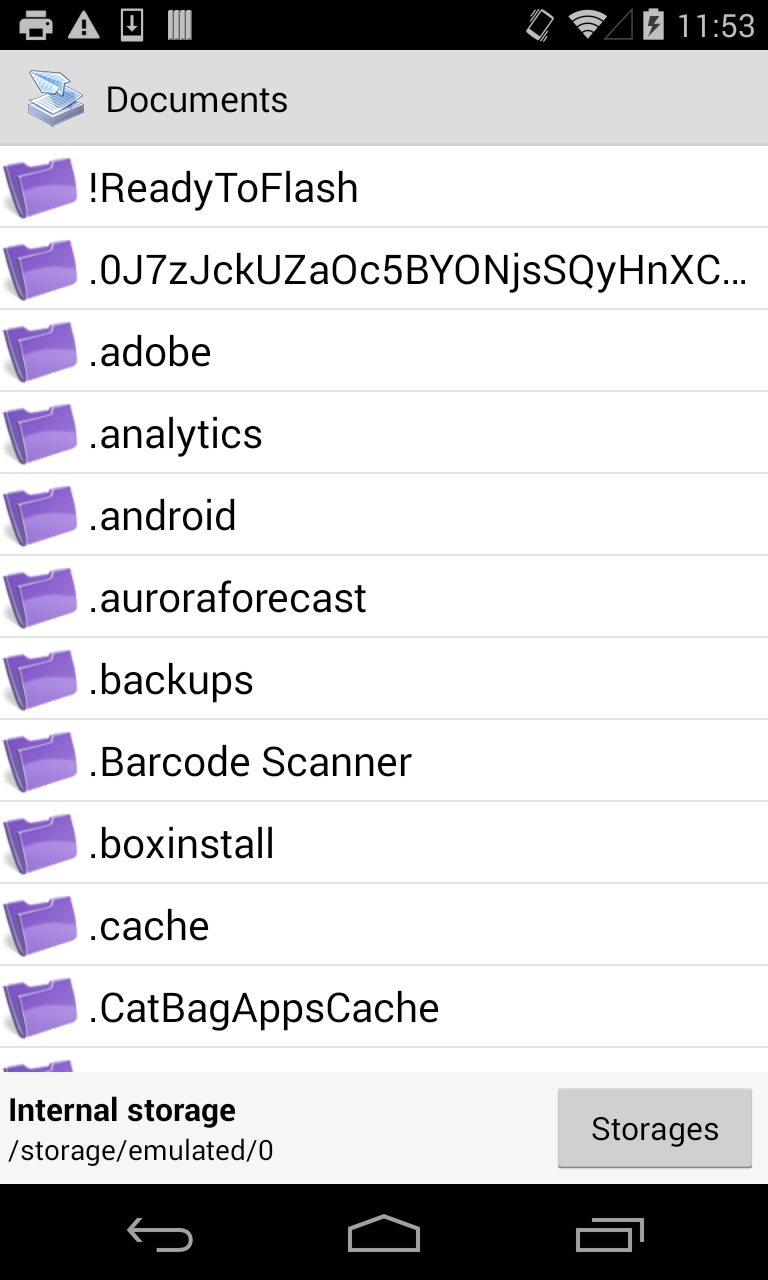 11:53
Documents
!ReadyToFlash
.0J7zJckUZaOc5BYONjsSQyHnXC...
.adobe
.analytics
.android
.auroraforecast
.backups
.Barcode Scanner
.boxinstall
.cache
.CatBagAppsCache
Internal storage
/storage/emulated/0
Storages